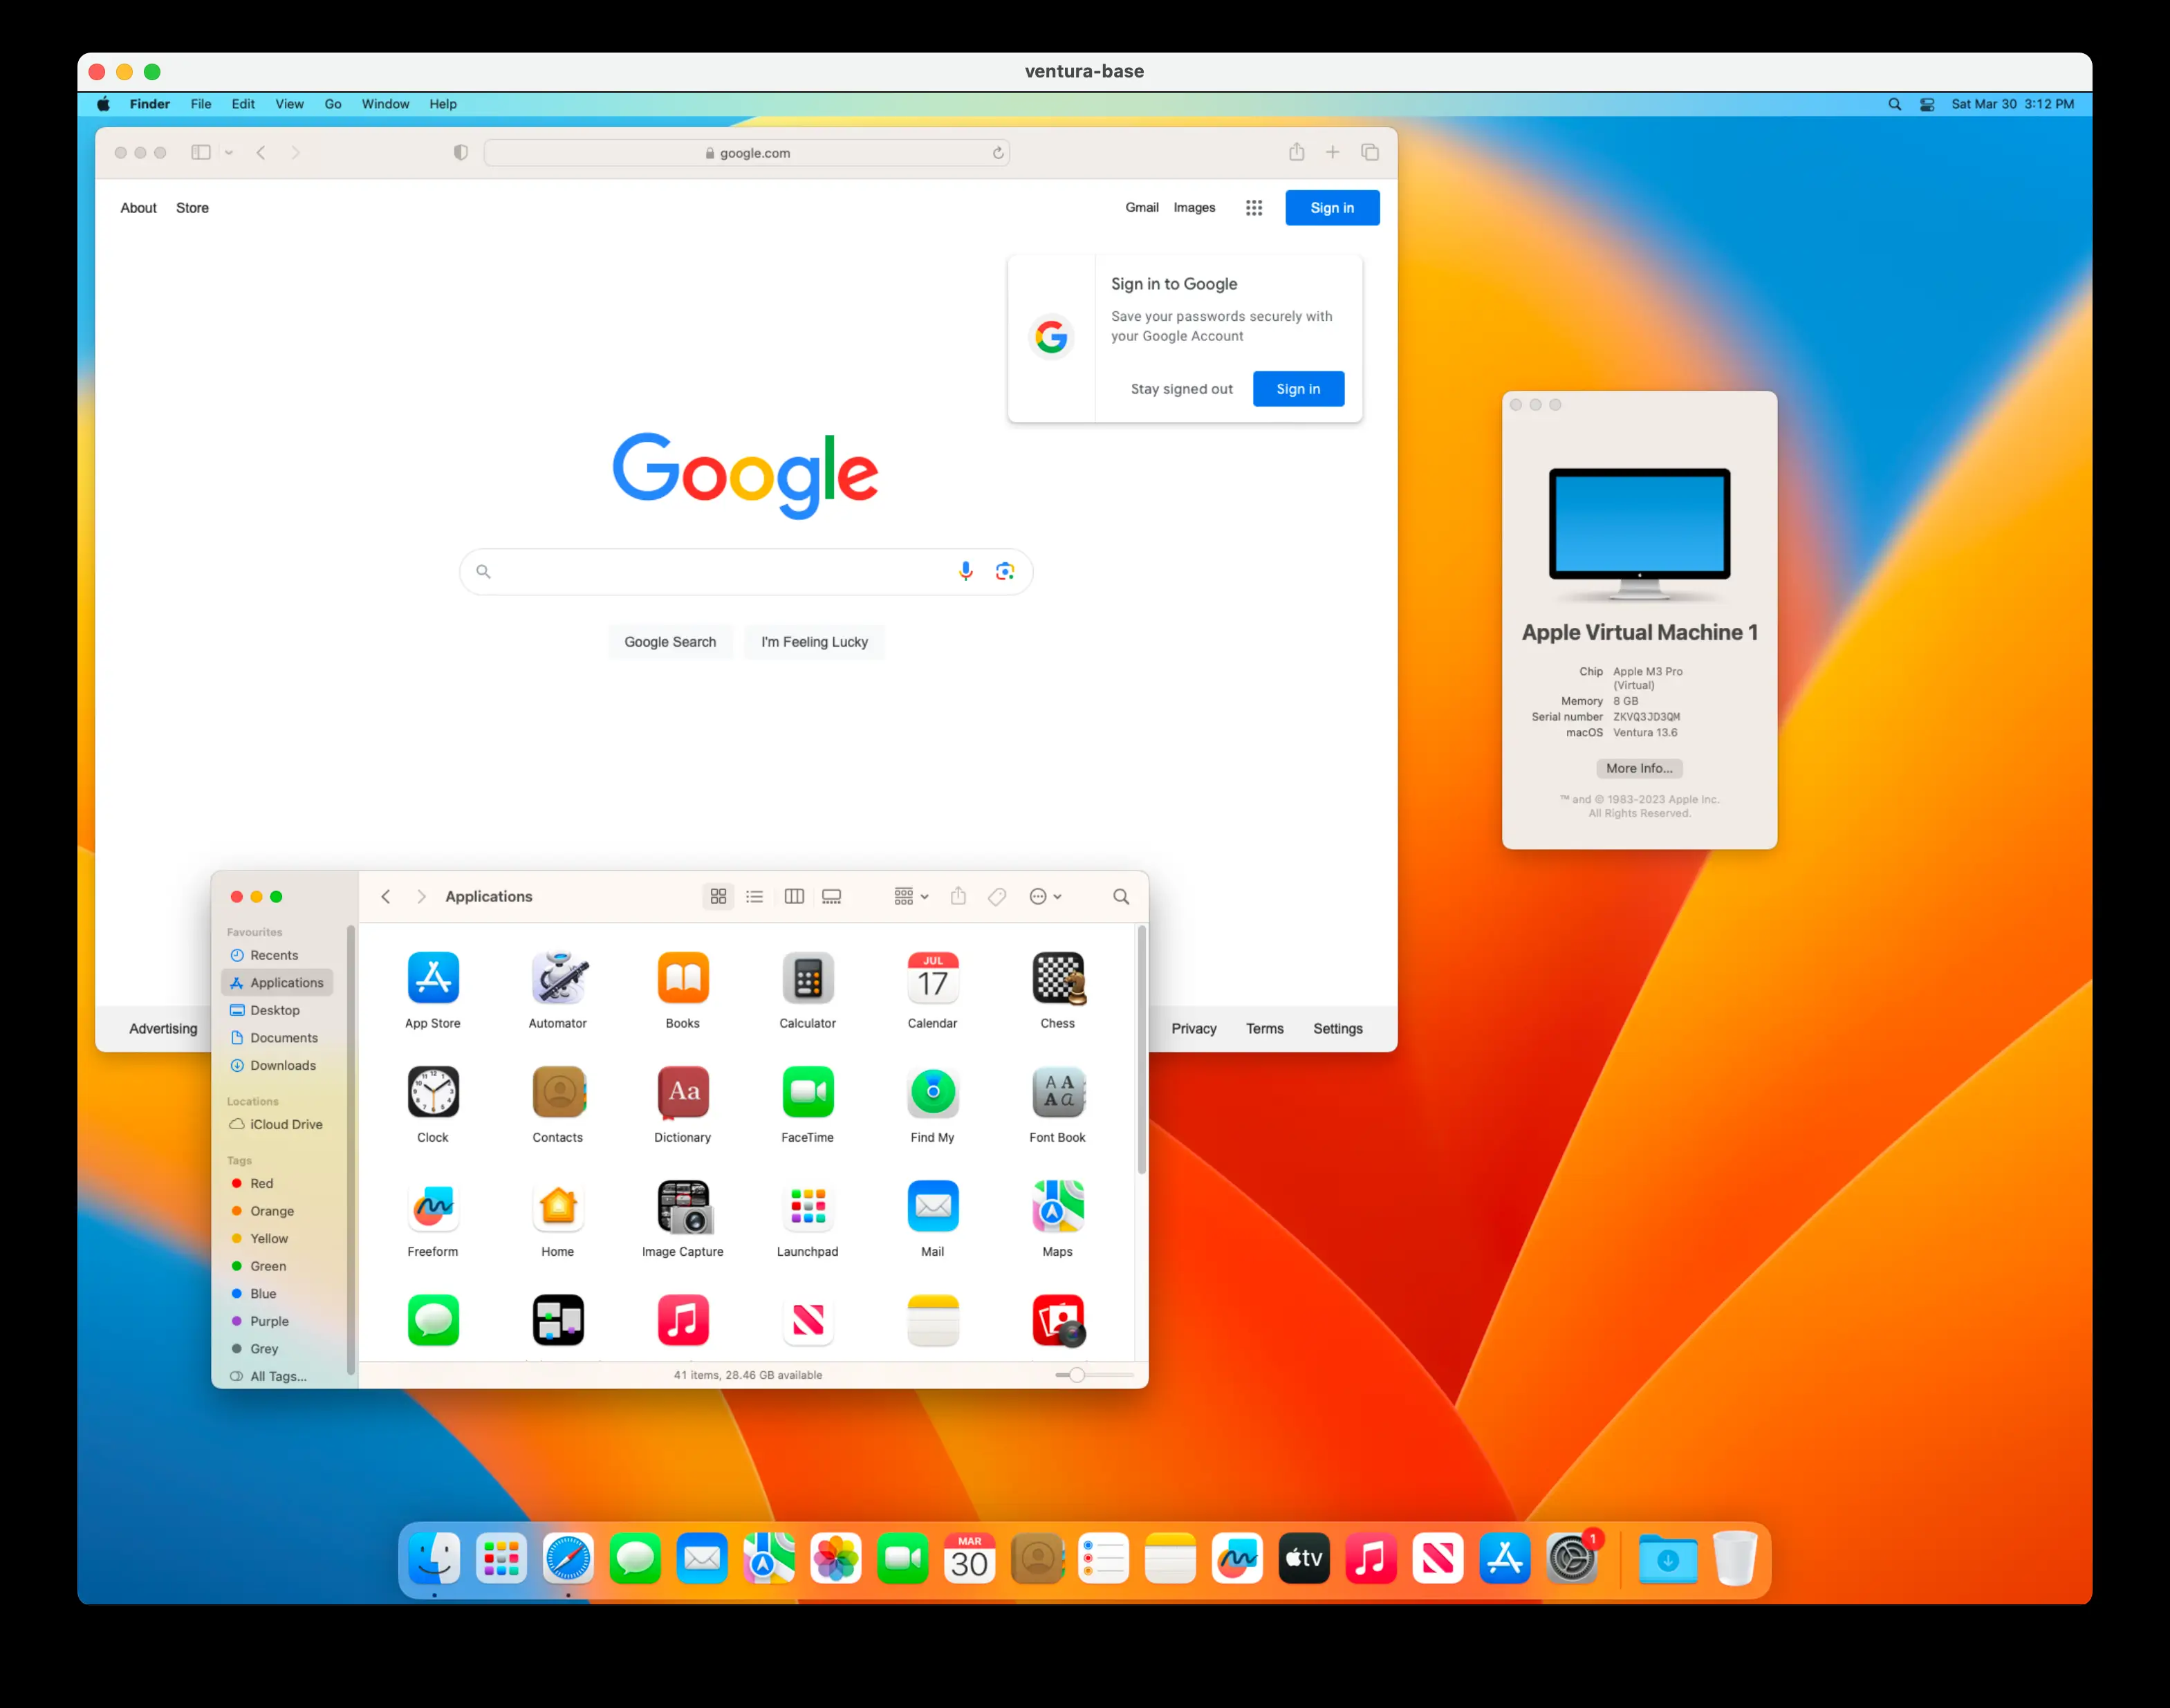 ventura-base
Finder File Edit View Go Window Help
Sat Mar 30 3:12 PM
google.com
About Store
Gmail Images
Sign in
Sign in to Google
Save your passwords securely with
your Google Account
Stay signed out
Sign in
Google
Google Search
I'm Feeling Lucky
Advertising
Privacy Terms Settings
Apple Virtual Machine 1
Chip Apple M3 Pro
(Virtual)
Memory 8 GB
Serial number ZKVQ3JD3QM
macOS Ventura 13.6
More Info...
™ and © 1983-2023 Apple Inc.
All Rights Reserved.
Applications
Favourites
Recents
Applications
Desktop
Documents
Downloads
Locations
iCloud Drive
Tags
Red
Orange
Yellow
Green
Blue
Purple
Grey
All Tags...
JUL
17
App Store Automator Books Calculator Calendar Chess
Aa
A A
A a
Clock Contacts Dictionary FaceTime Find My Font Book
Freeform Home Image Capture Launchpad Mail Maps
41 items, 28.46 GB available
MAR
30
tv
1